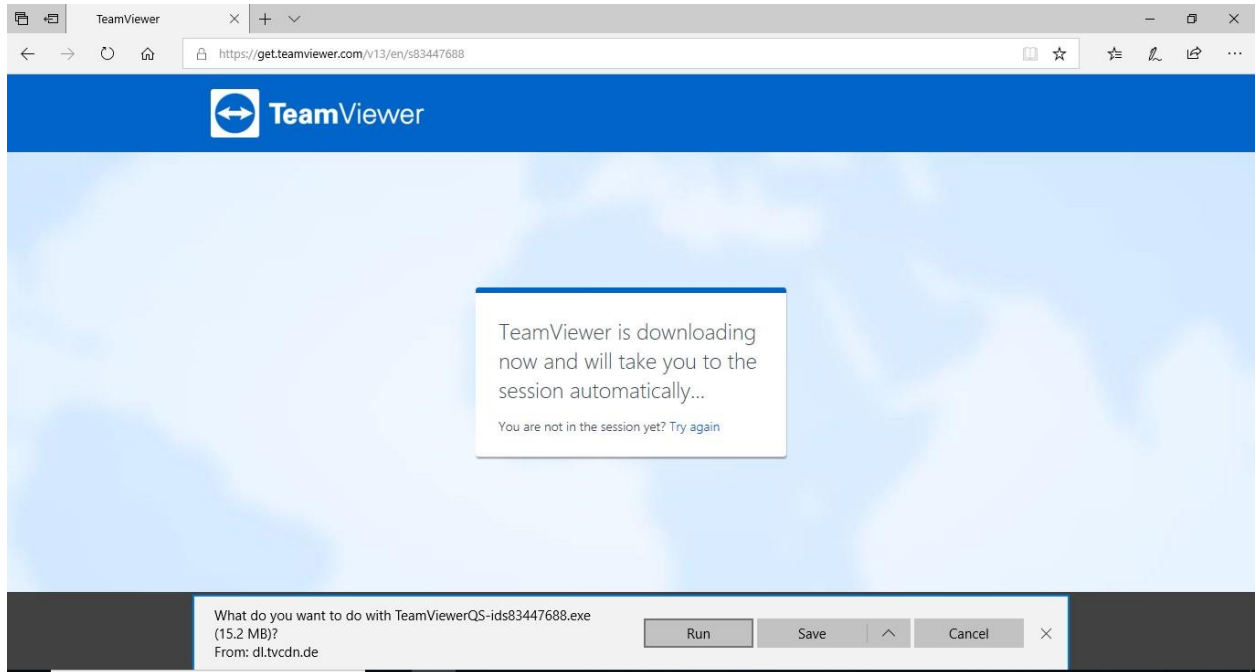 TeamViewer
https://get.teamviewer.com/v13/en/s83447688
TeamViewer
TeamViewer is downloading
now and will take you to the
session automatically...
You are not in the session yet? Try again
What do you want to do with TeamViewerQS-ids83447688.exe
(15.2 MB)?
From: dl.tvcdn.de
Run Save Cancel